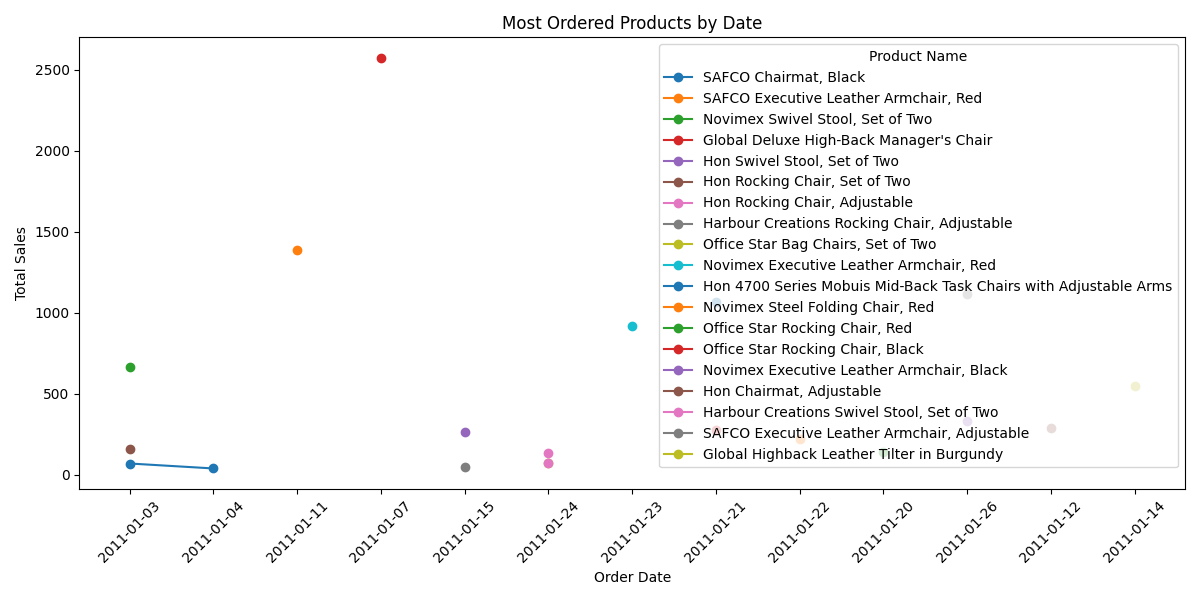 Most Ordered Products by Date
Total Sales
2500
2000
1500
1000
500
0
Product Name
SAFCO Chairmat, Black
SAFCO Executive Leather Armchair, Red
Novimex Swivel Stool, Set of Two
Global Deluxe High-Back Manager's Chair
Hon Swivel Stool, Set of Two
Hon Rocking Chair, Set of Two
Hon Rocking Chair, Adjustable
Harbour Creations Rocking Chair, Adjustable
Office Star Bag Chairs, Set of Two
Novimex Executive Leather Armchair, Red
Hon 4700 Series Mobuis Mid-Back Task Chairs with Adjustable Arms
Novimex Steel Folding Chair, Red
Office Star Rocking Chair, Red
Office Star Rocking Chair, Black
Novimex Executive Leather Armchair, Black
Hon Chairmat, Adjustable
Harbour Creations Swivel Stool, Set of Two
SAFCO Executive Leather Armchair, Adjustable
Global Highback Leather Tilter in Burgundy
2011-01-03
2011-01-04
2011-01-11
2011-01-07
2011-01-15
2011-01-24
2011-01-23
2011-01-21
2011-01-22
2011-01-20
2011-01-26
2011-01-12
2011-01-14
Order Date